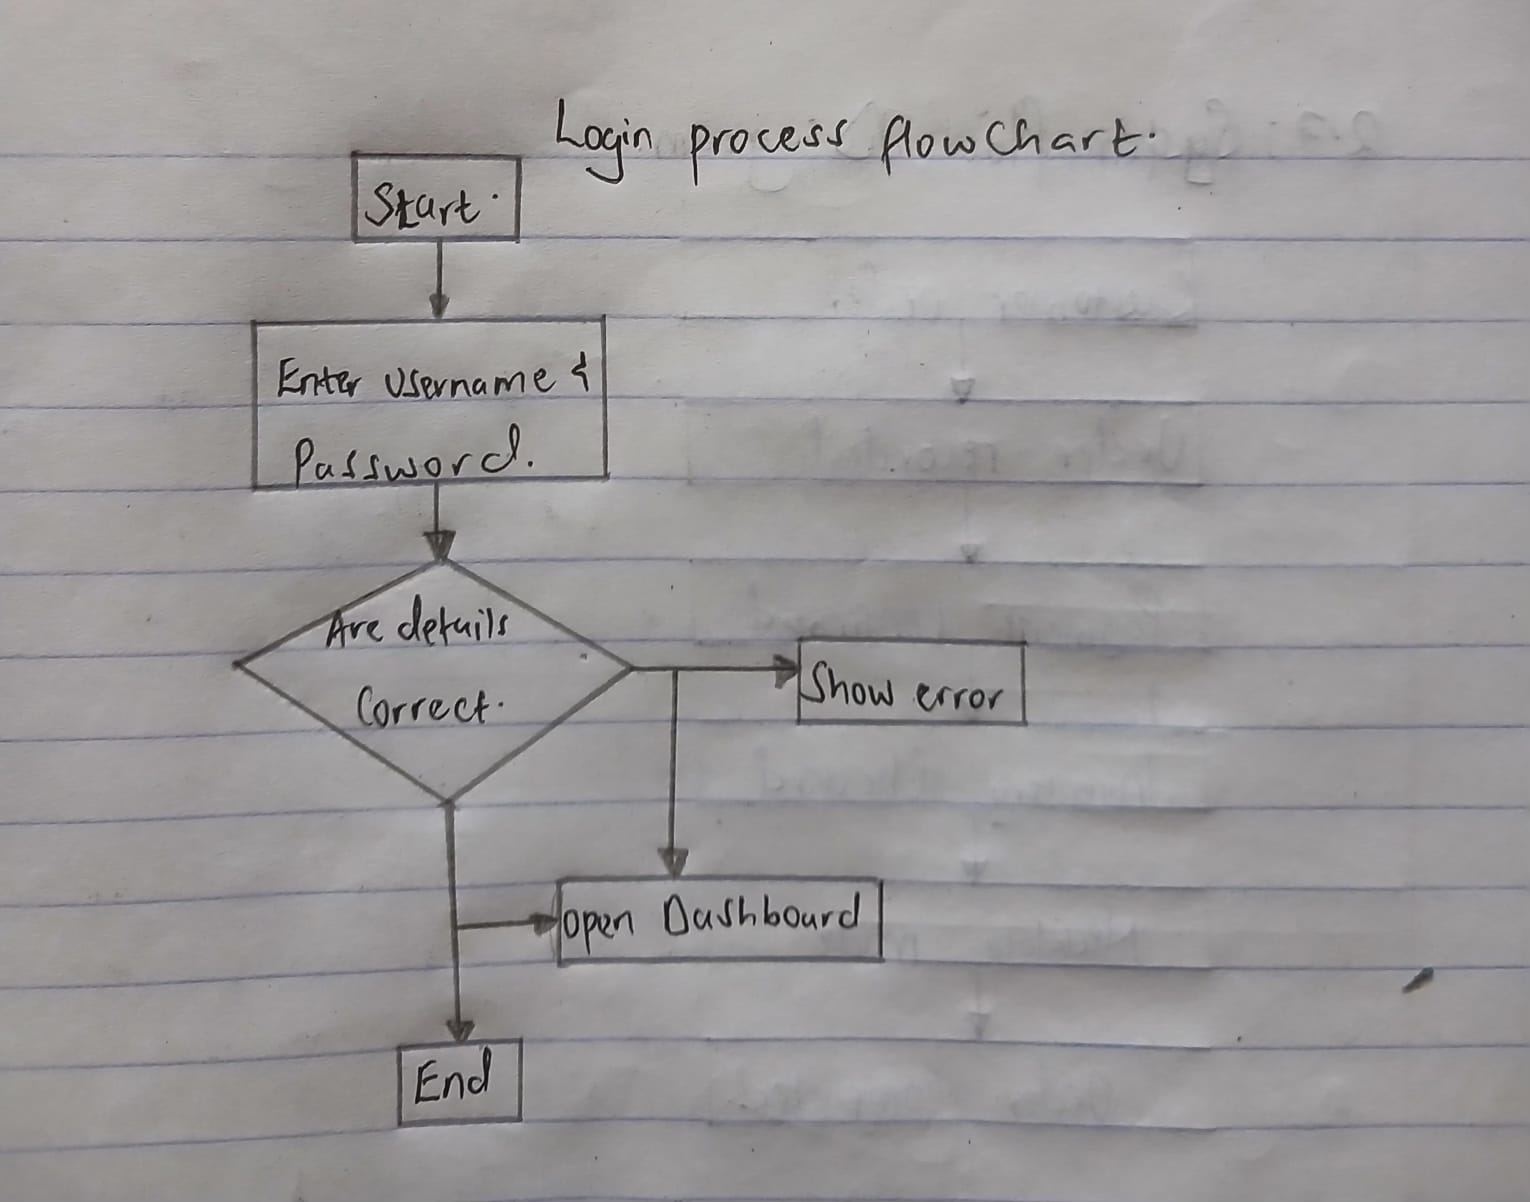 Login process flowchart.
Start.
Enter Username &
Password.
Are details
Correct.
Show error
Open Dashboard
End